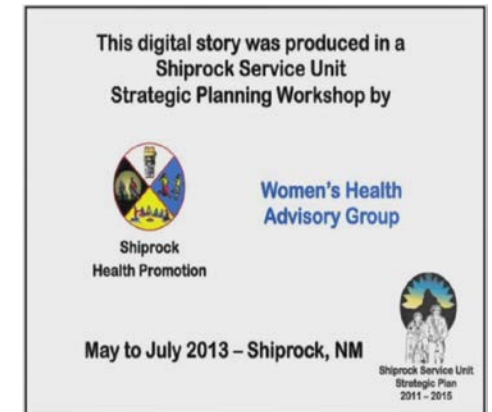 This digital story was produced in a
Shiprock Service Unit
Strategic Planning Workshop by
Women's Health
Advisory Group
Shiprock
Health Promotion
May to July 2013 – Shiprock, NM
Shiprock Service Unit
Strategic Plan
2011 – 2015